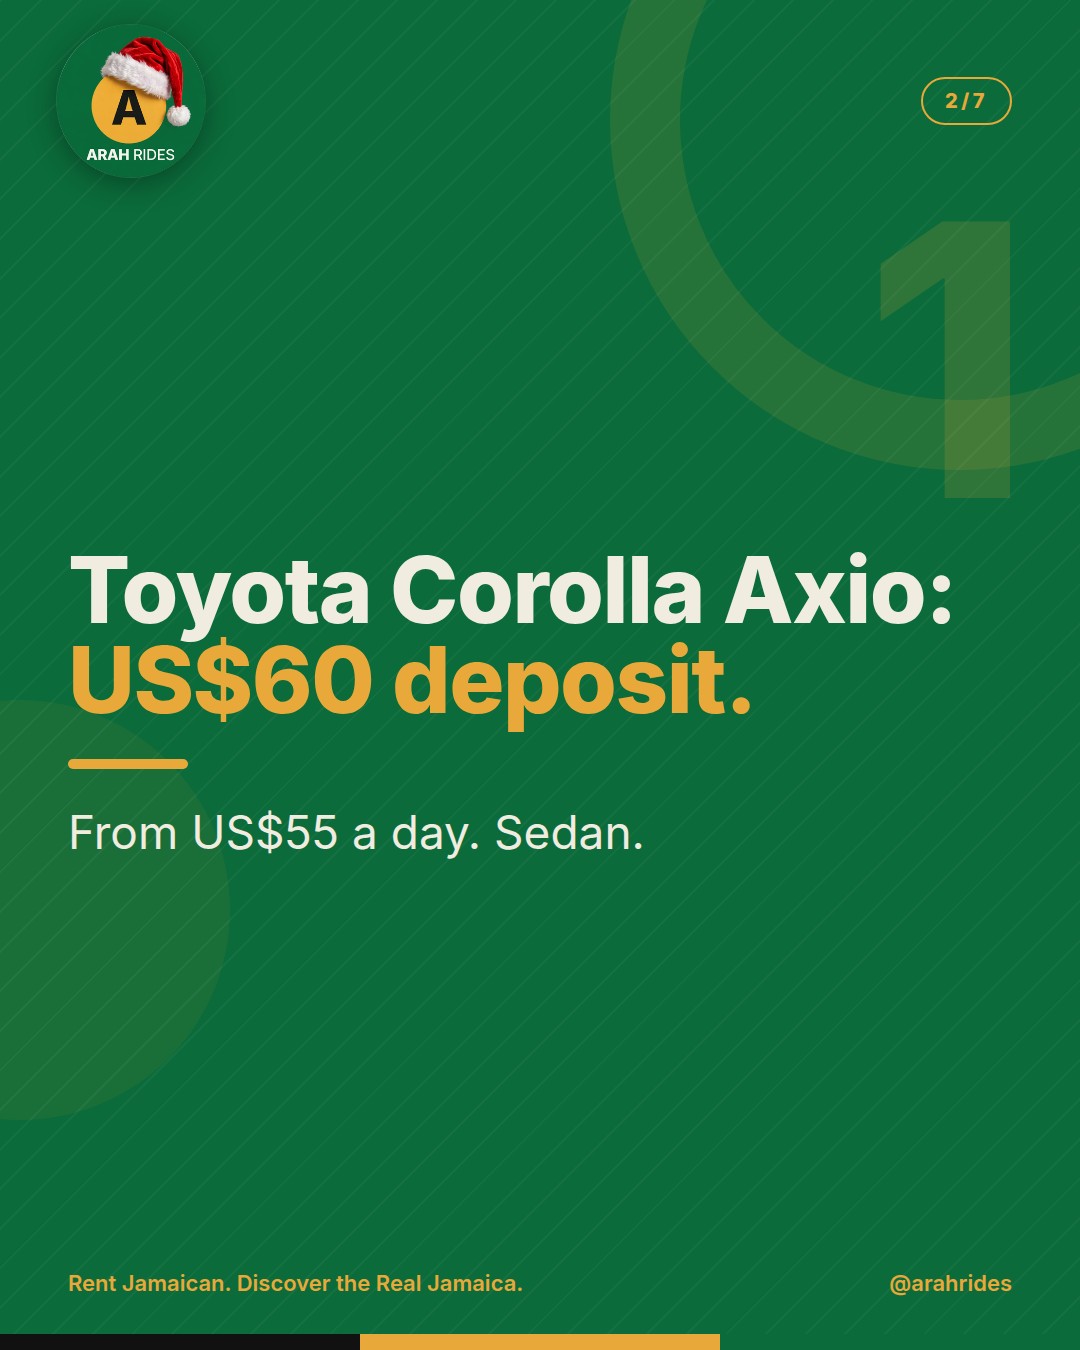 A
ARAH RIDES
2/7
1
Toyota Corolla Axio:
US$60 deposit.
From US$55 a day. Sedan.
Rent Jamaican. Discover the Real Jamaica.
@arahrides